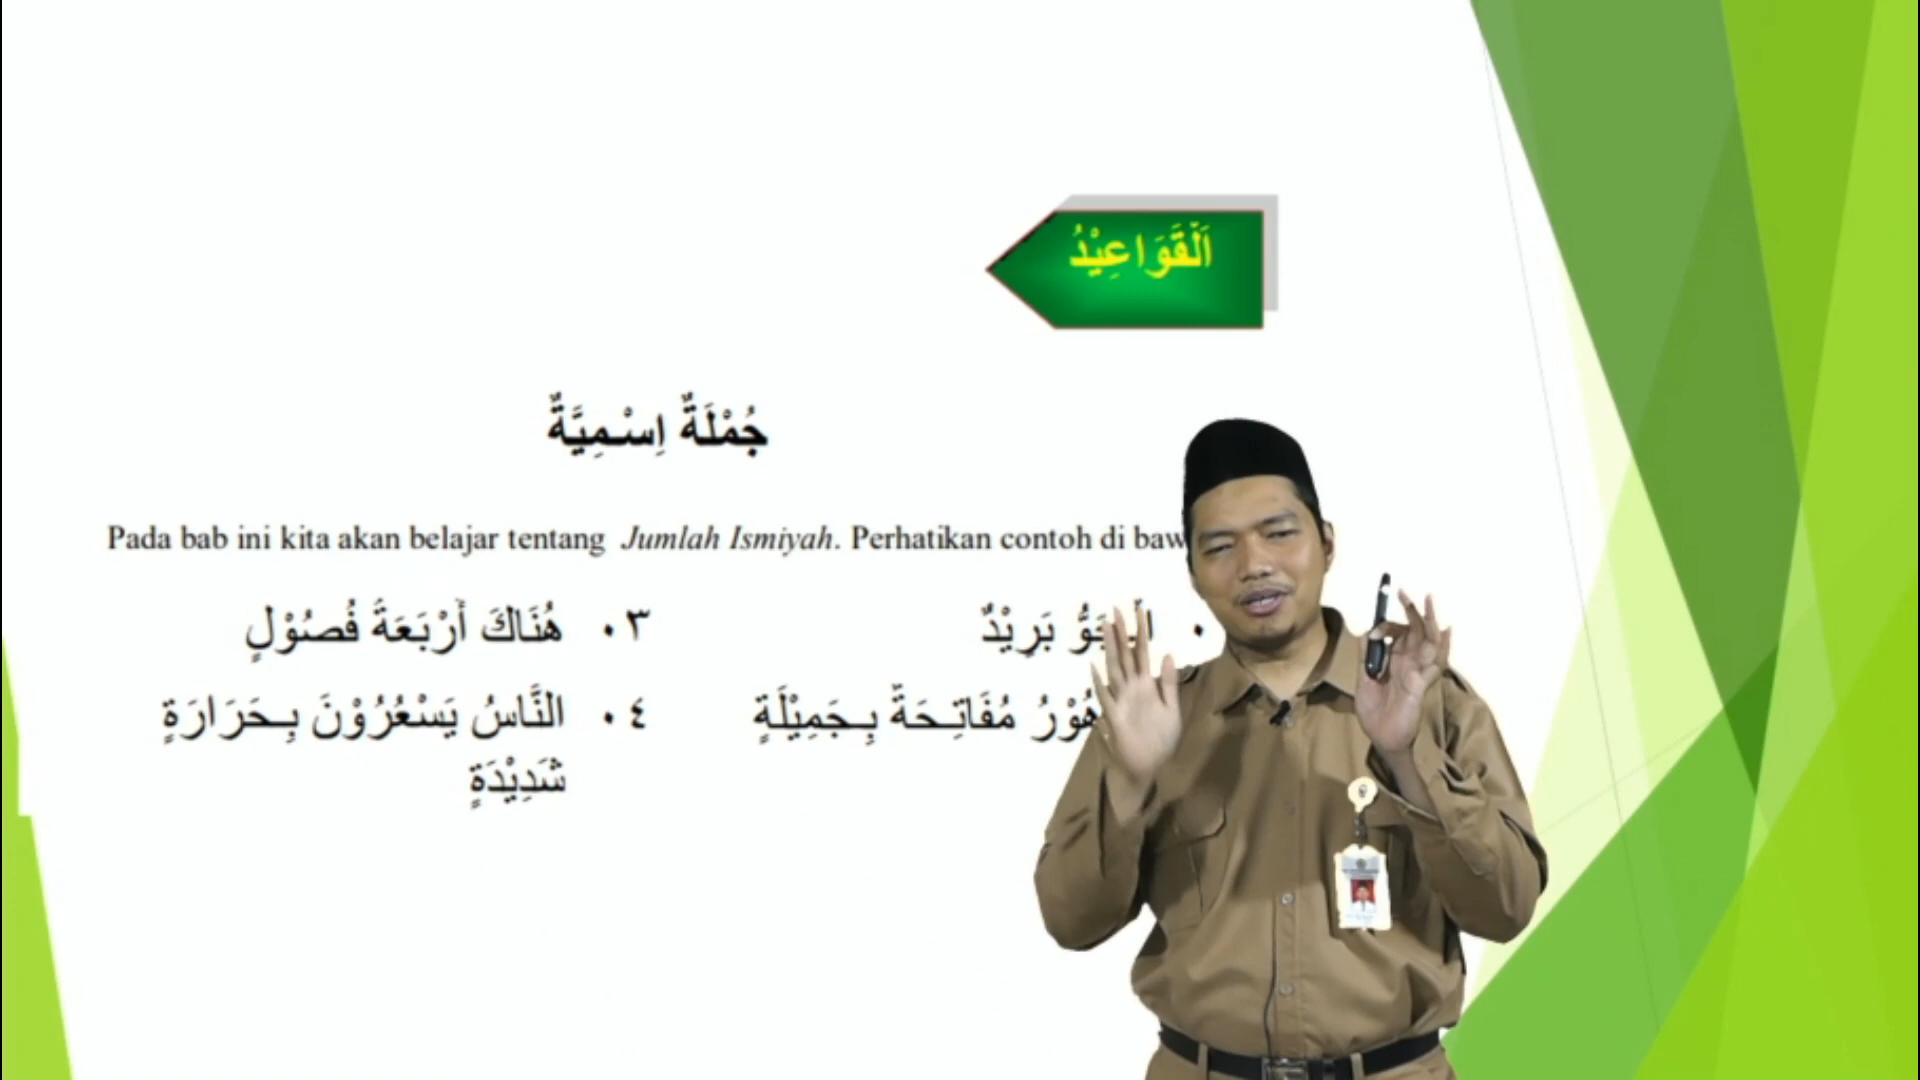 اَلْقَوَاعِيْدُ
جُمْلَةٌ اِسْمِيَّةٌ
Pada bab ini kita akan belajar tentang Jumlah Ismiyah. Perhatikan contoh di
بَرِيْدٌ
مُفَاتِحَةٌ بِجَمِيْلَةٍ
٣. هُنَاكَ أَرْبَعَةَ فُصُوْلٍ
٤. النَّاسُ يَسْعُرُوْنَ بِحَرَارَةٍ
شَدِيْدَةٍ